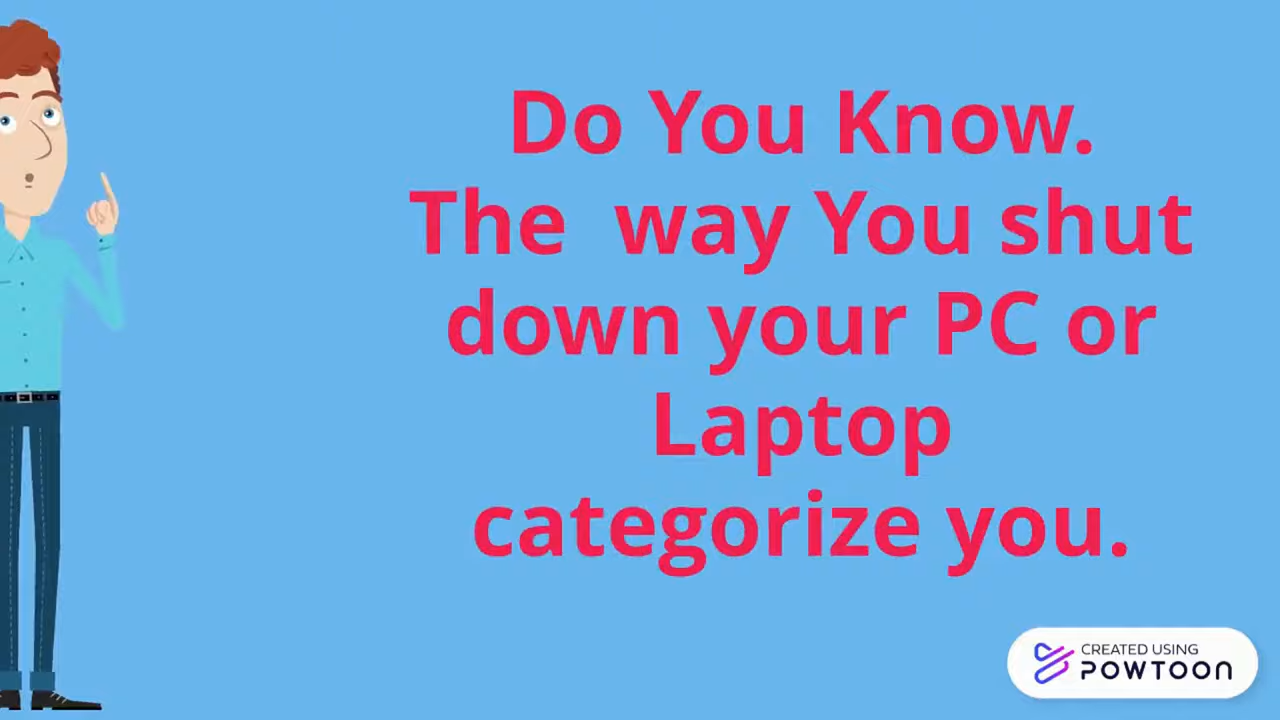 Do You Know.
The  way You shut
down your PC or
Laptop
categorize you.
CREATED USING
POWTOON